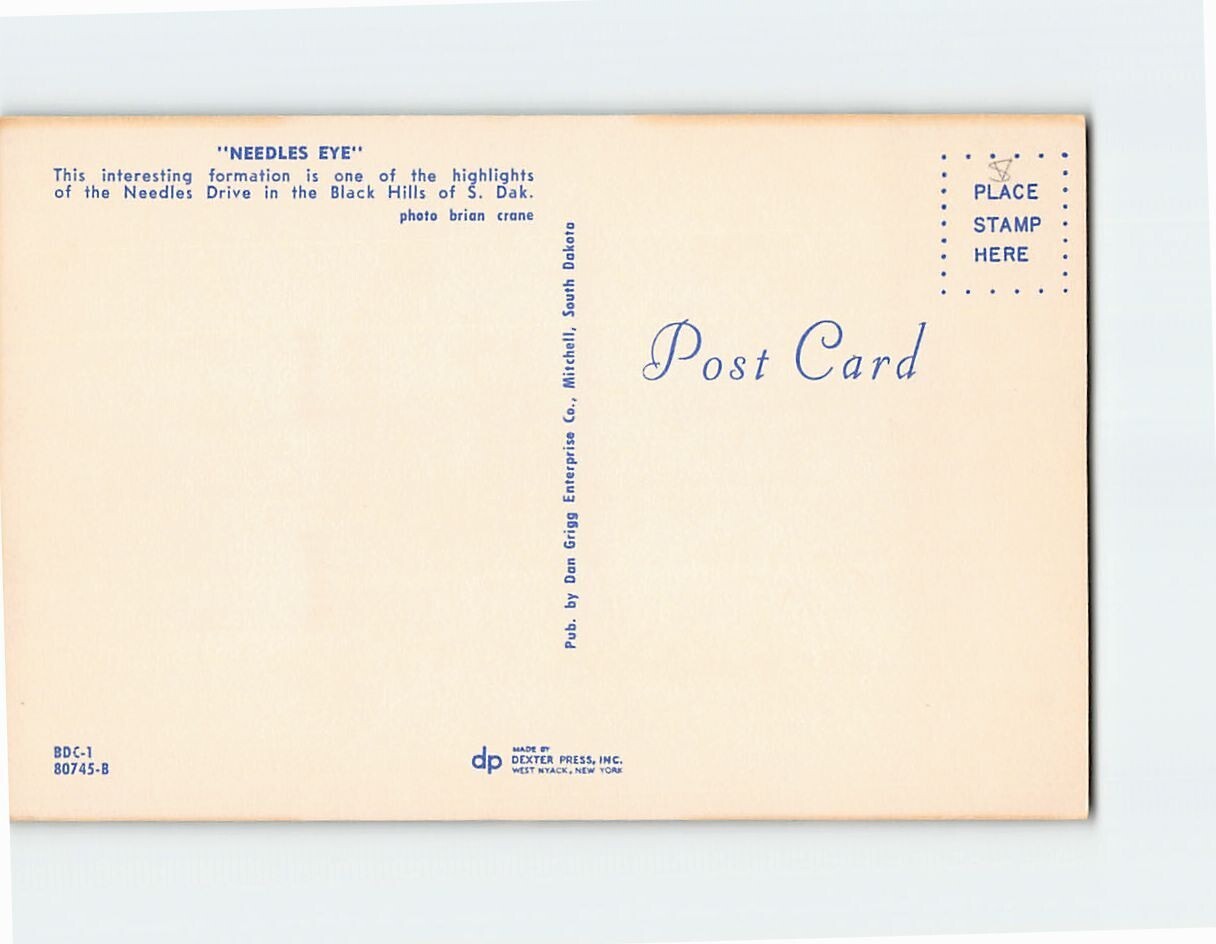 "NEEDLES EYE"
This interesting formation is one of the highlights
of the Needles Drive in the Black Hills of S. Dak.
photo brian crane
Pub. by Dan Grigg Enterprise Co., Mitchell, South Dakota
PLACE
STAMP
HERE
Post Card
BDC-1
80745-B
dp
MADE BY
DEXTER PRESS, INC.
WEST NYACK, NEW YORK